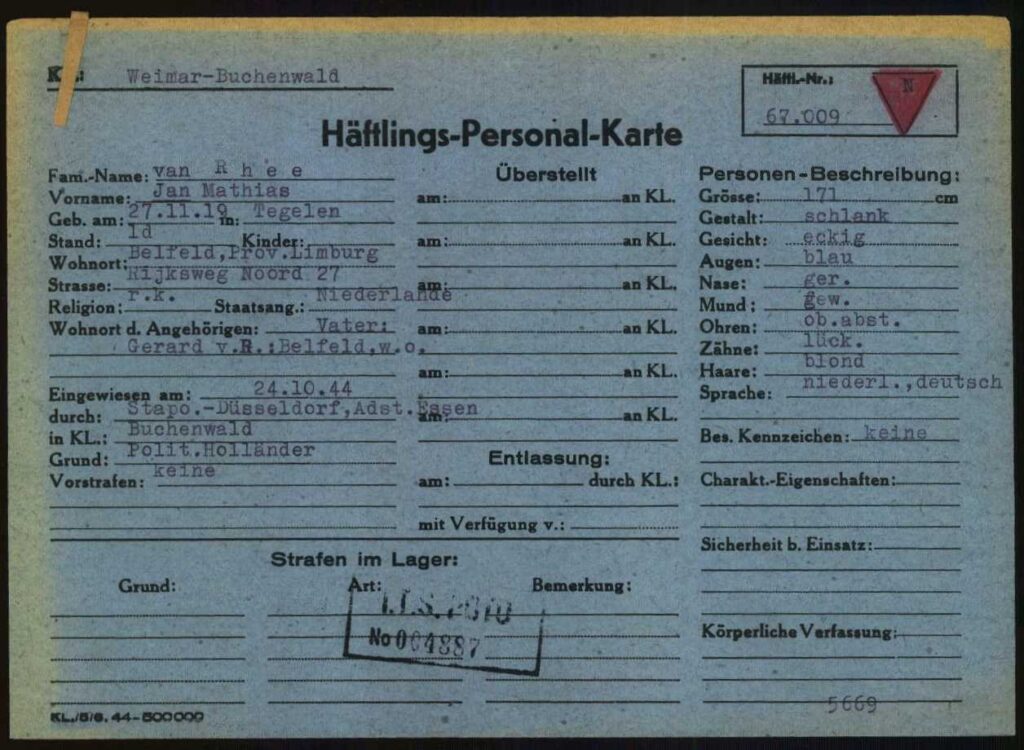 KL: Weimar-Buchenwald
Häftl.-Nr.:
67.009
N
Häftlings-Personal-Karte
Fam.-Name: van Rhee
Vorname: Jan Mathias
Geb. am: 27.11.19 in: Tegelen
Stand: ld Kinder:
Wohnort: Belfeld,Prov.Limburg
Strasse: Rijksweg Noord 27
Religion: r.k. Staatsang.: Niederlande
Wohnort d. Angehörigen: Vater:
Gerard v.R.:Belfeld,w.o.
Eingewiesen am: 24.10.44
durch: Stapo.-Düsseldorf,Adst.Essen
in KL.: Buchenwald
Grund: Polit.Holländer
Vorstrafen: keine
Überstellt
am: an KL.
am: an KL.
am: an KL.
am: an KL.
am: an KL.
am: an KL.
Entlassung:
am: durch KL.:
mit Verfügung v.:
Personen-Beschreibung:
Grösse: 171 cm
Gestalt: schlank
Gesicht: eckig
Augen: blau
Nase: ger.
Mund: gew.
Ohren: ob.abst.
Zähne: lück.
Haare: blond
Sprache: niederl.,deutsch
Bes. Kennzeichen: keine
Charakt.-Eigenschaften:
Sicherheit b. Einsatz:
Körperliche Verfassung:
5669
Strafen im Lager:
Grund: Art: Bemerkung:
I.T.S. FOTO
No 004887
KL./5/6. 44-500000